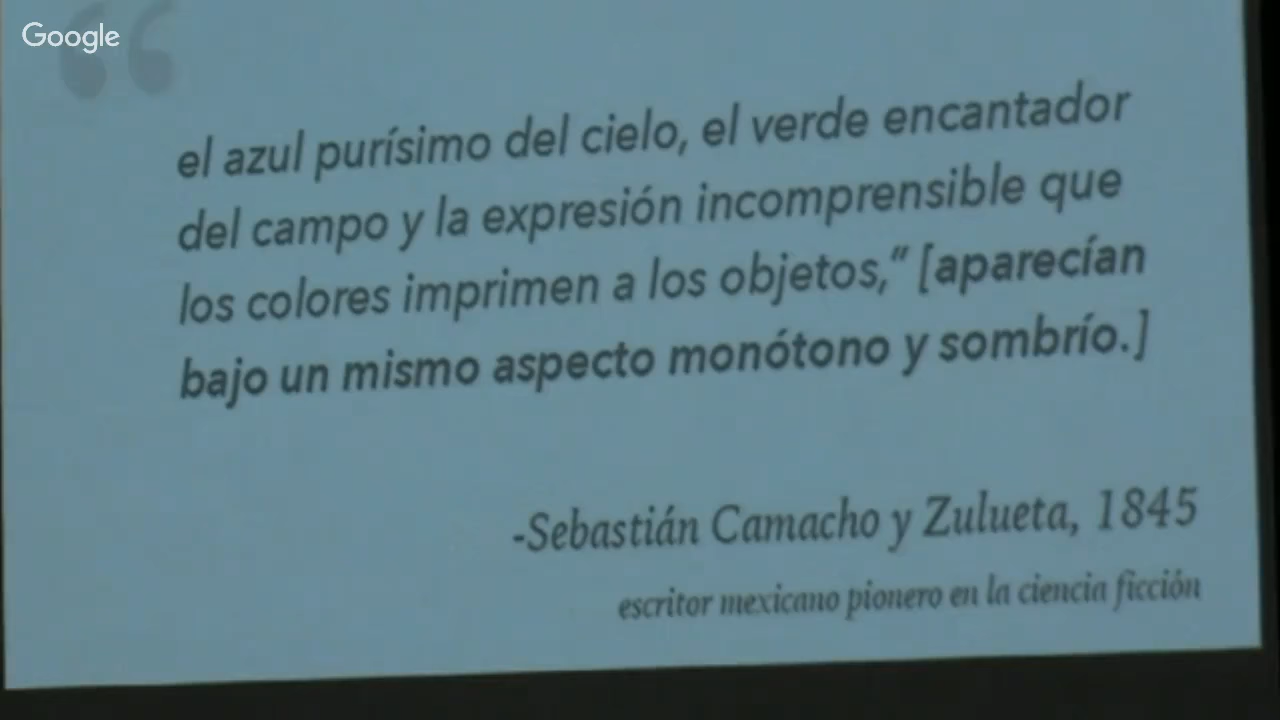 Google
“
el azul purísimo del cielo, el verde encantador
del campo y la expresión incomprensible que
los colores imprimen a los objetos,” [aparecían
bajo un mismo aspecto monótono y sombrío.]
-Sebastián Camacho y Zulueta, 1845
escritor mexicano pionero en la ciencia ficción